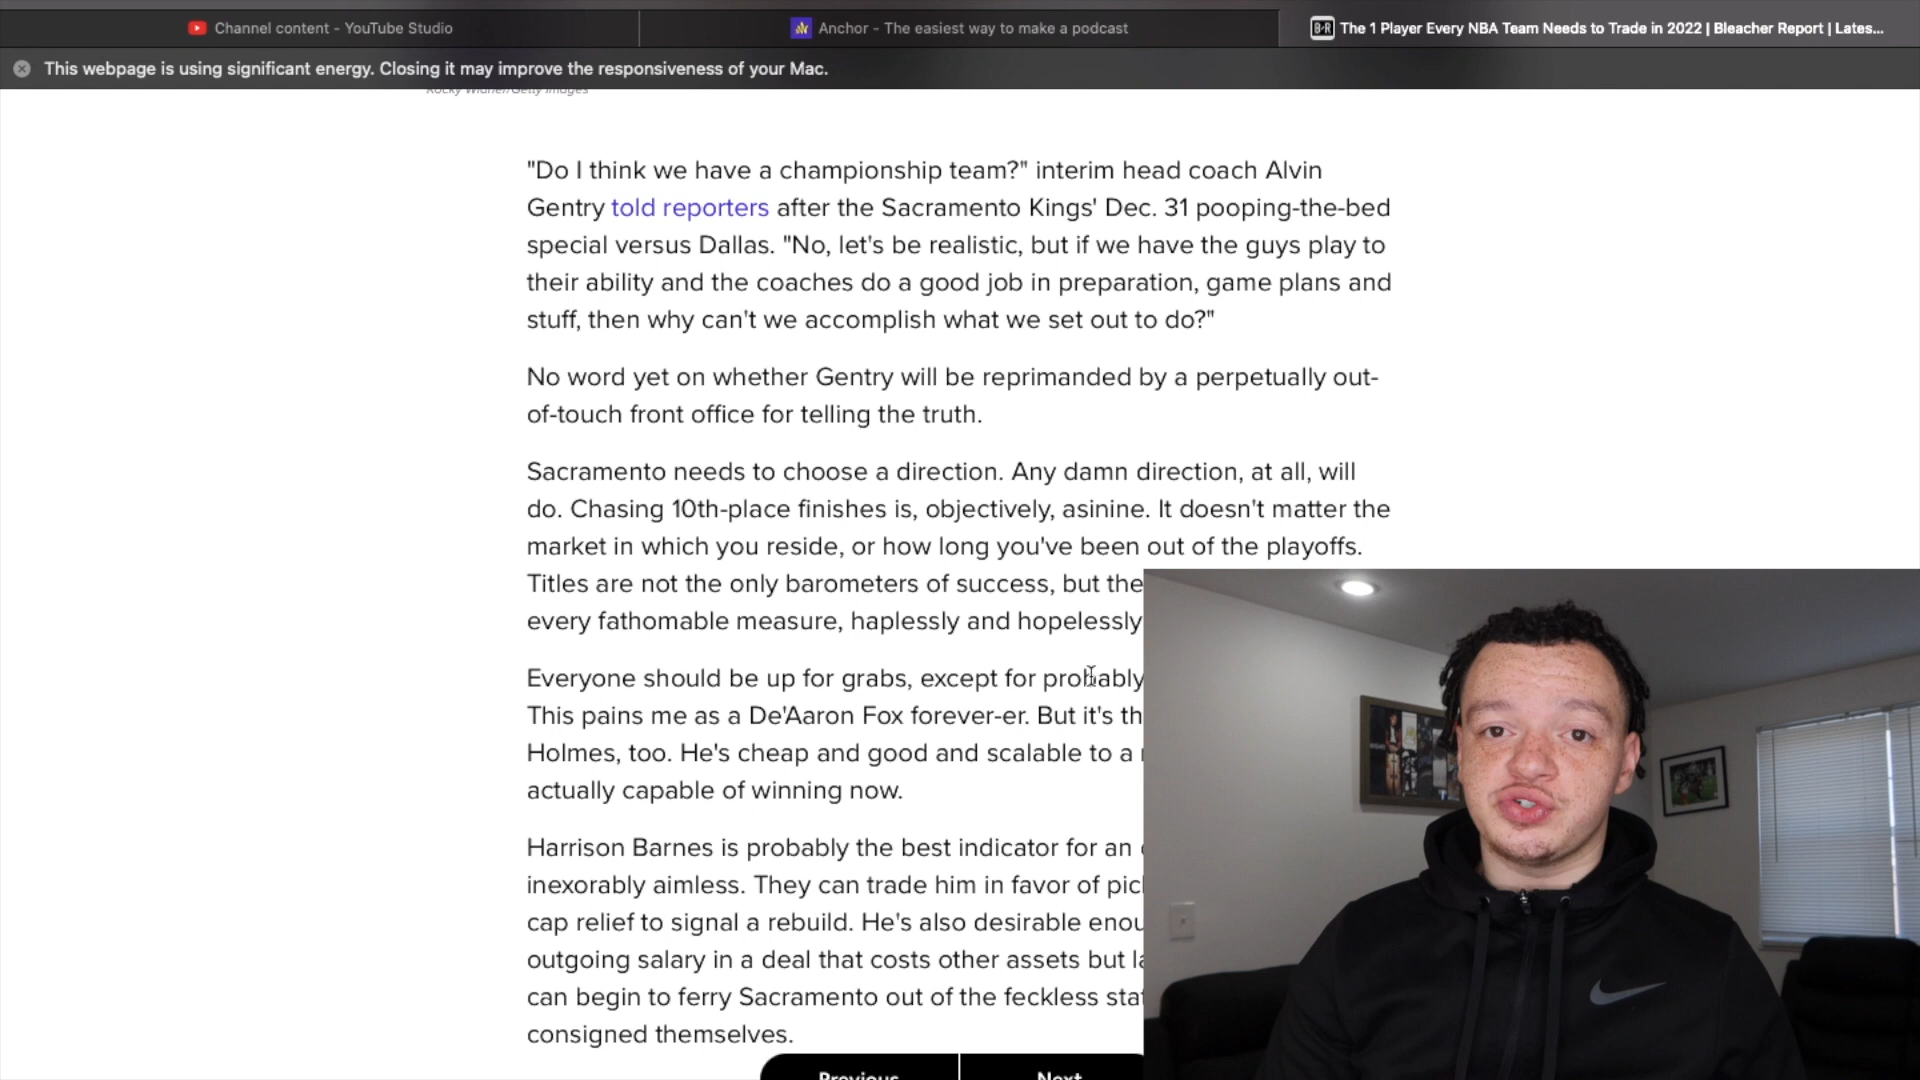 Channel content - YouTube Studio
Anchor - The easiest way to make a podcast
B·R The 1 Player Every NBA Team Needs to Trade in 2022 | Bleacher Report | Lates...
This webpage is using significant energy. Closing it may improve the responsiveness of your Mac.
Rocky Widner/Getty Images
"Do I think we have a championship team?" interim head coach Alvin
Gentry told reporters after the Sacramento Kings' Dec. 31 pooping-the-bed
special versus Dallas. "No, let's be realistic, but if we have the guys play to
their ability and the coaches do a good job in preparation, game plans and
stuff, then why can't we accomplish what we set out to do?"
No word yet on whether Gentry will be reprimanded by a perpetually out-
of-touch front office for telling the truth.
Sacramento needs to choose a direction. Any damn direction, at all, will
do. Chasing 10th-place finishes is, objectively, asinine. It doesn't matter the
market in which you reside, or how long you've been out of the playoffs.
Titles are not the only barometers of success, but the
every fathomable measure, haplessly and hopelessly
Everyone should be up for grabs, except for probably
This pains me as a De'Aaron Fox forever-er. But it's th
Holmes, too. He's cheap and good and scalable to a
actually capable of winning now.
Harrison Barnes is probably the best indicator for an
inexorably aimless. They can trade him in favor of pic
cap relief to signal a rebuild. He's also desirable enou
outgoing salary in a deal that costs other assets but la
can begin to ferry Sacramento out of the feckless sta
consigned themselves.
Previous
Next